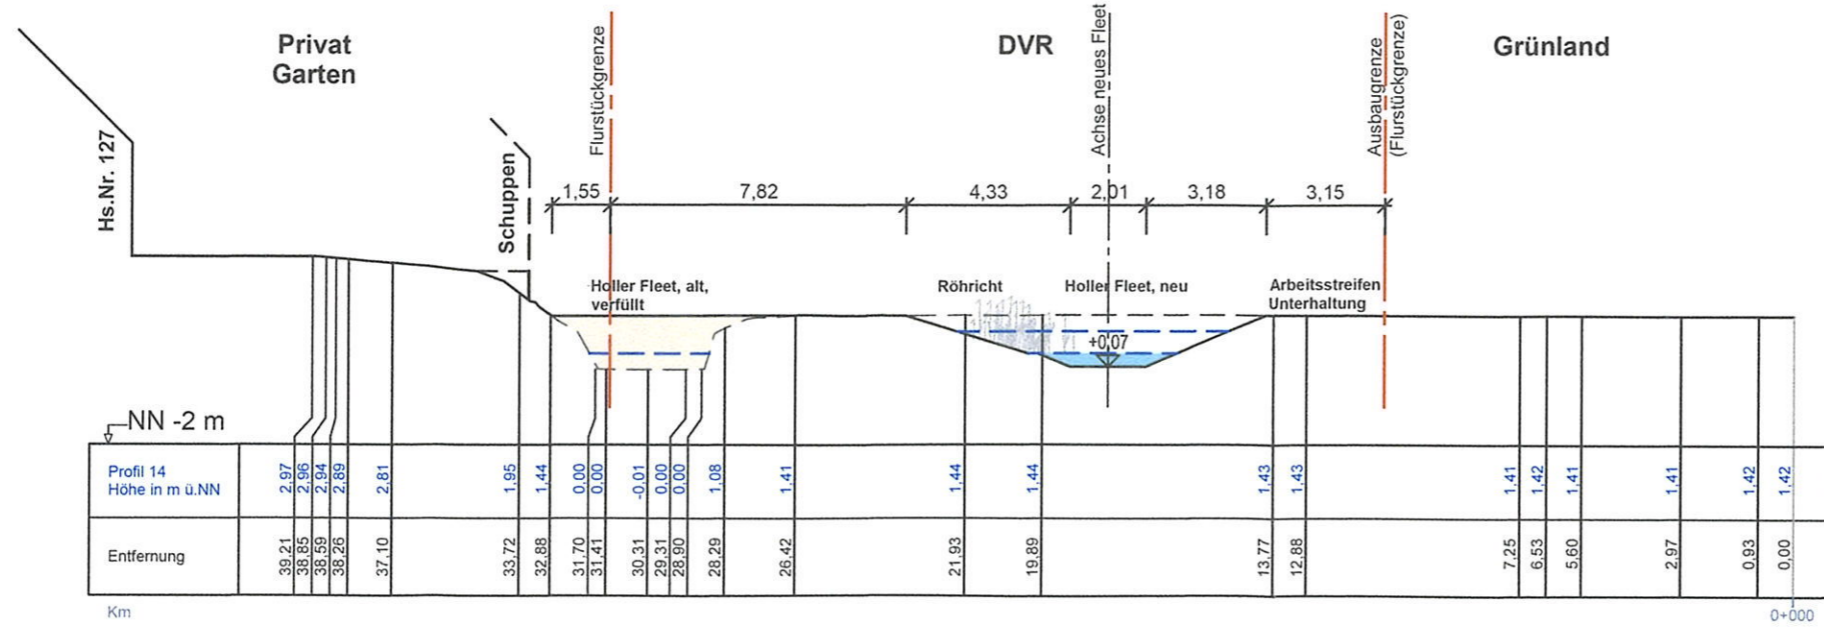 Privat
Garten
DVR
Grünland
Flurstückgrenze
Achse neues Fleet
Ausbaugrenze
(Flurstückgrenze)
Hs.Nr. 127
Schuppen
1,55 7,82 4,33 2,01 3,18 3,15
Holler Fleet, alt,
verfüllt
Röhricht
Holler Fleet, neu
Arbeitsstreifen
Unterhaltung
+0,07
NN -2 m
Profil 14
Höhe in m ü.NN
2,97 2,96 2,94 2,89 2,81 1,95 1,44 0,00 0,00 -0,01 0,00 0,00 1,08 1,41 1,44 1,44 1,43 1,43 1,41 1,42 1,41 1,41 1,42 1,42
Entfernung
39,21 38,85 38,59 38,26 37,10 33,72 32,88 31,70 31,41 30,31 29,31 28,90 28,29 26,42 21,93 19,89 13,77 12,88 7,25 6,53 5,60 2,97 0,93 0,00
Km
0+000